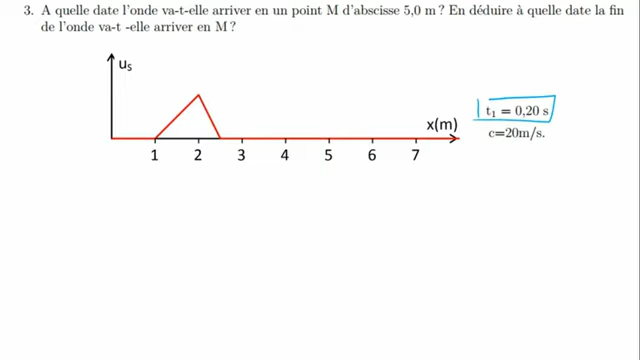 3. A quelle date l'onde va-t-elle arriver en un point M d'abscisse 5,0 m ? En déduire à quelle date la fin
de l'onde va-t -elle arriver en M ?
uS
t1 = 0,20 s
x(m)
c=20m/s.
1 2 3 4 5 6 7